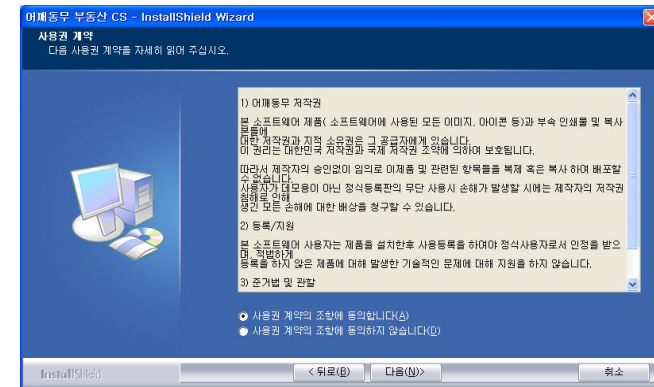 어깨동무 부동산 CS - InstallShield Wizard
사용권 계약
다음 사용권 계약을 자세히 읽어 주십시오.
1) 어깨동무 저작권
본 소프트웨어 제품( 소프트웨어에 사용된 모든 이미지, 아이콘 등)과 부속 인쇄물 및 복사
본들에
대한 저작권과 지적 소유권은 그 공급자에게 있습니다.
이 권리는 대한민국 저작권과 국제 저작권 조약에 의하여 보호됩니다.
따라서 제작자의 승인없이 임의로 이제품 및 관련된 항목들을 복제 혹은 복사 하여 배포할
수 없습니다.
사용자가 데모용이 아닌 정식등록판의 무단 사용시 손해가 발생할 시에는 제작자의 저작권
침해로 인해
생긴 모든 손해에 대한 배상을 청구할 수 있습니다.
2) 등록/지원
본 소프트웨어 사용자는 제품을 설치한후 사용등록을 하여야 정식사용자로서 인정을 받으
며, 적법하게
등록을 하지 않은 제품에 대해 발생한 기술적인 문제에 대해 지원을 하지 않습니다.
3) 준거법 및 관할
사용권 계약의 조항에 동의합니다(A)
사용권 계약의 조항에 동의하지 않습니다(D)
InstallShield
< 뒤로(B)
다음(N)>
취소